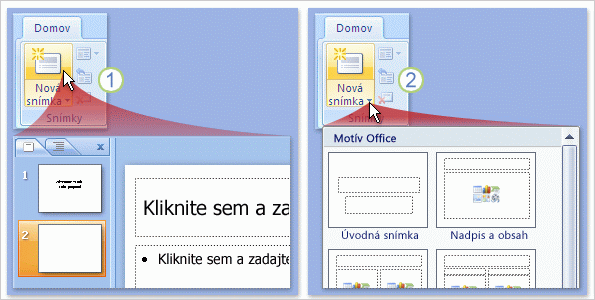 Domov
1
Nová
snímka
Snímky
1
2
Kliknite sem a za
• Kliknite sem a zadajte
Domov
2
Nová
snímka
Snímky
Motív Office
Úvodná snímka
Nadpis a obsah